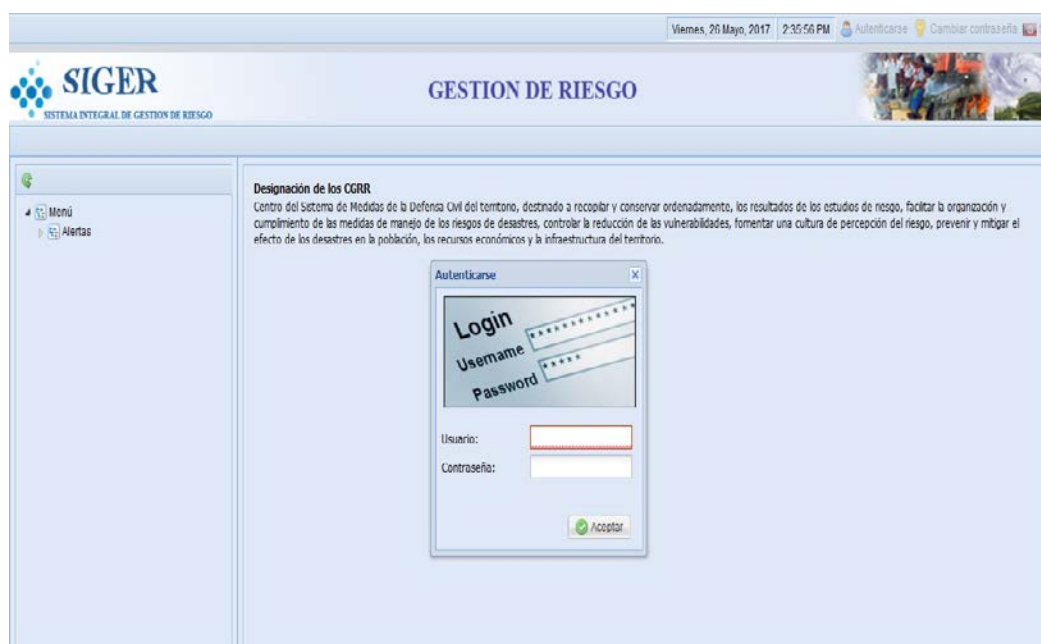 Viernes, 26 Mayo, 2017 2:35:56 PM Autenticarse Cambiar contraseña
SIGER
SISTEMA INTEGRAL DE GESTION DE RIESGO
GESTION DE RIESGO
Menú
Alertas
Designación de los CGRR
Centro del Sistema de Medidas de la Defensa Civil del territorio, destinado a recopilar y conservar ordenadamente, los resultados de los estudios de riesgo, facilitar la organización y
cumplimiento de las medidas de manejo de los riesgos de desastres, controlar la reducción de las vulnerabilidades, fomentar una cultura de percepción del riesgo, prevenir y mitigar el
efecto de los desastres en la población, los recursos económicos y la infraestructura del territorio.
Autenticarse
Login
*************
Username
*****
Password
Usuario:
Contraseña:
Aceptar